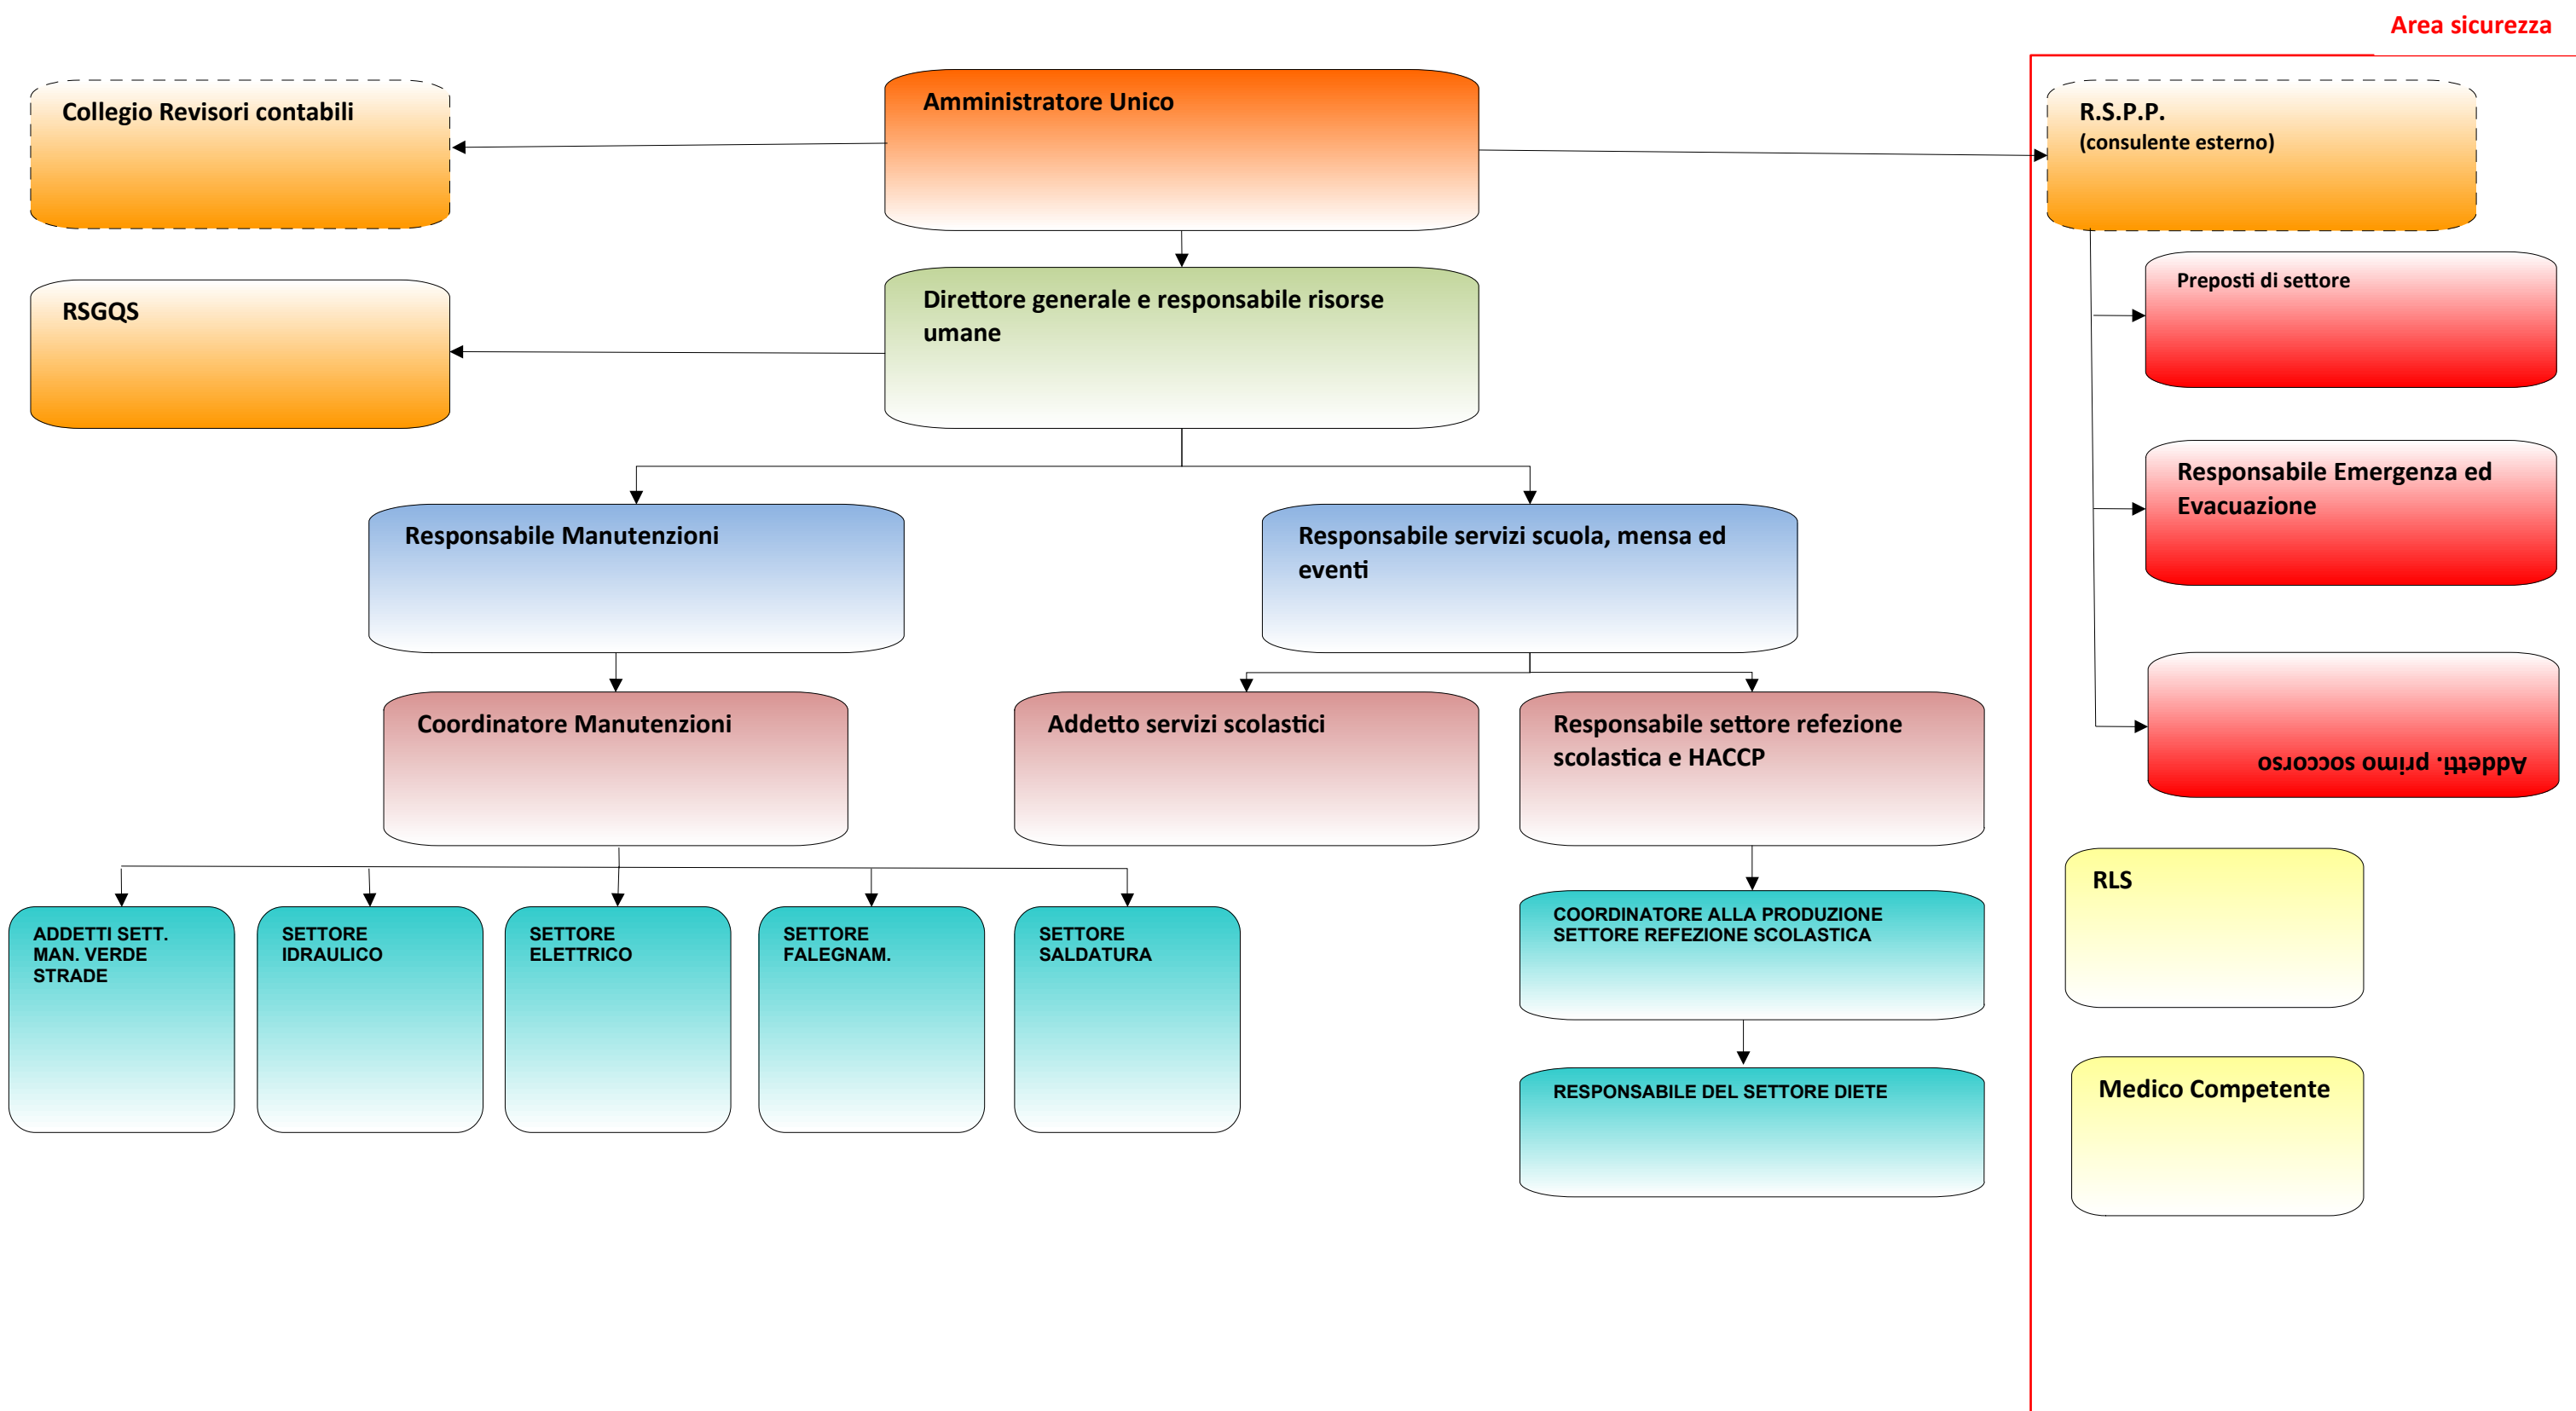 Area sicurezza
Collegio Revisori contabili
Amministratore Unico
R.S.P.P.
(consulente esterno)
RSGQS
Direttore generale e responsabile risorse
umane
Preposti di settore
Responsabile Emergenza ed
Evacuazione
Responsabile Manutenzioni
Responsabile servizi scuola, mensa ed
eventi
Coordinatore Manutenzioni
Addetto servizi scolastici
Responsabile settore refezione
scolastica e HACCP
Addetti. primo soccorso
ADDETTI SETT.
MAN. VERDE
STRADE
SETTORE
IDRAULICO
SETTORE
ELETTRICO
SETTORE
FALEGNAM.
SETTORE
SALDATURA
COORDINATORE ALLA PRODUZIONE
SETTORE REFEZIONE SCOLASTICA
RLS
RESPONSABILE DEL SETTORE DIETE
Medico Competente